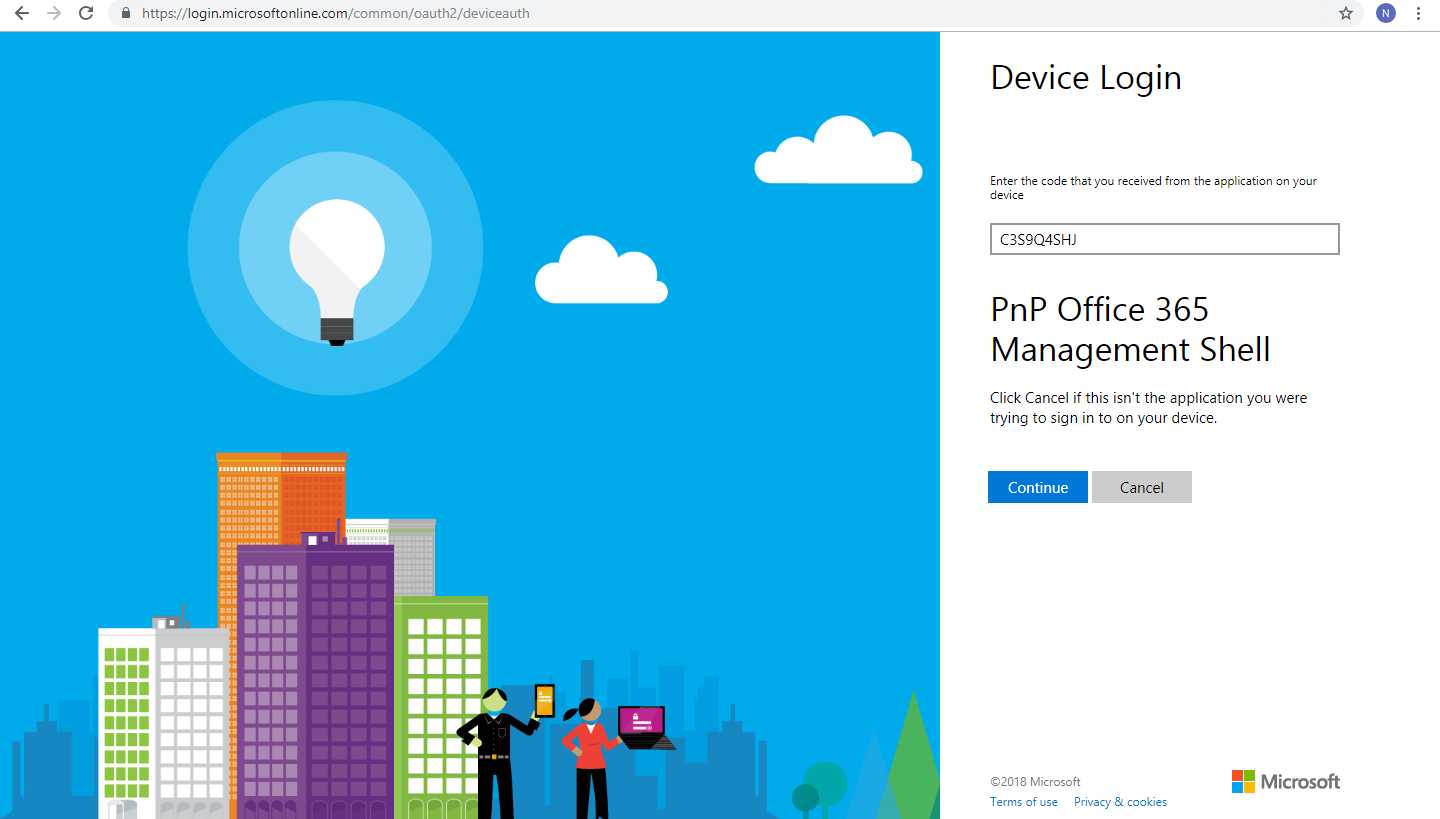 https://login.microsoftonline.com/common/oauth2/deviceauth
N
Device Login
Enter the code that you received from the application on your
device
C3S9Q4SHJ
PnP Office 365
Management Shell
Click Cancel if this isn't the application you were
trying to sign in to on your device.
Continue
Cancel
©2018 Microsoft
Terms of use
Privacy & cookies
Microsoft